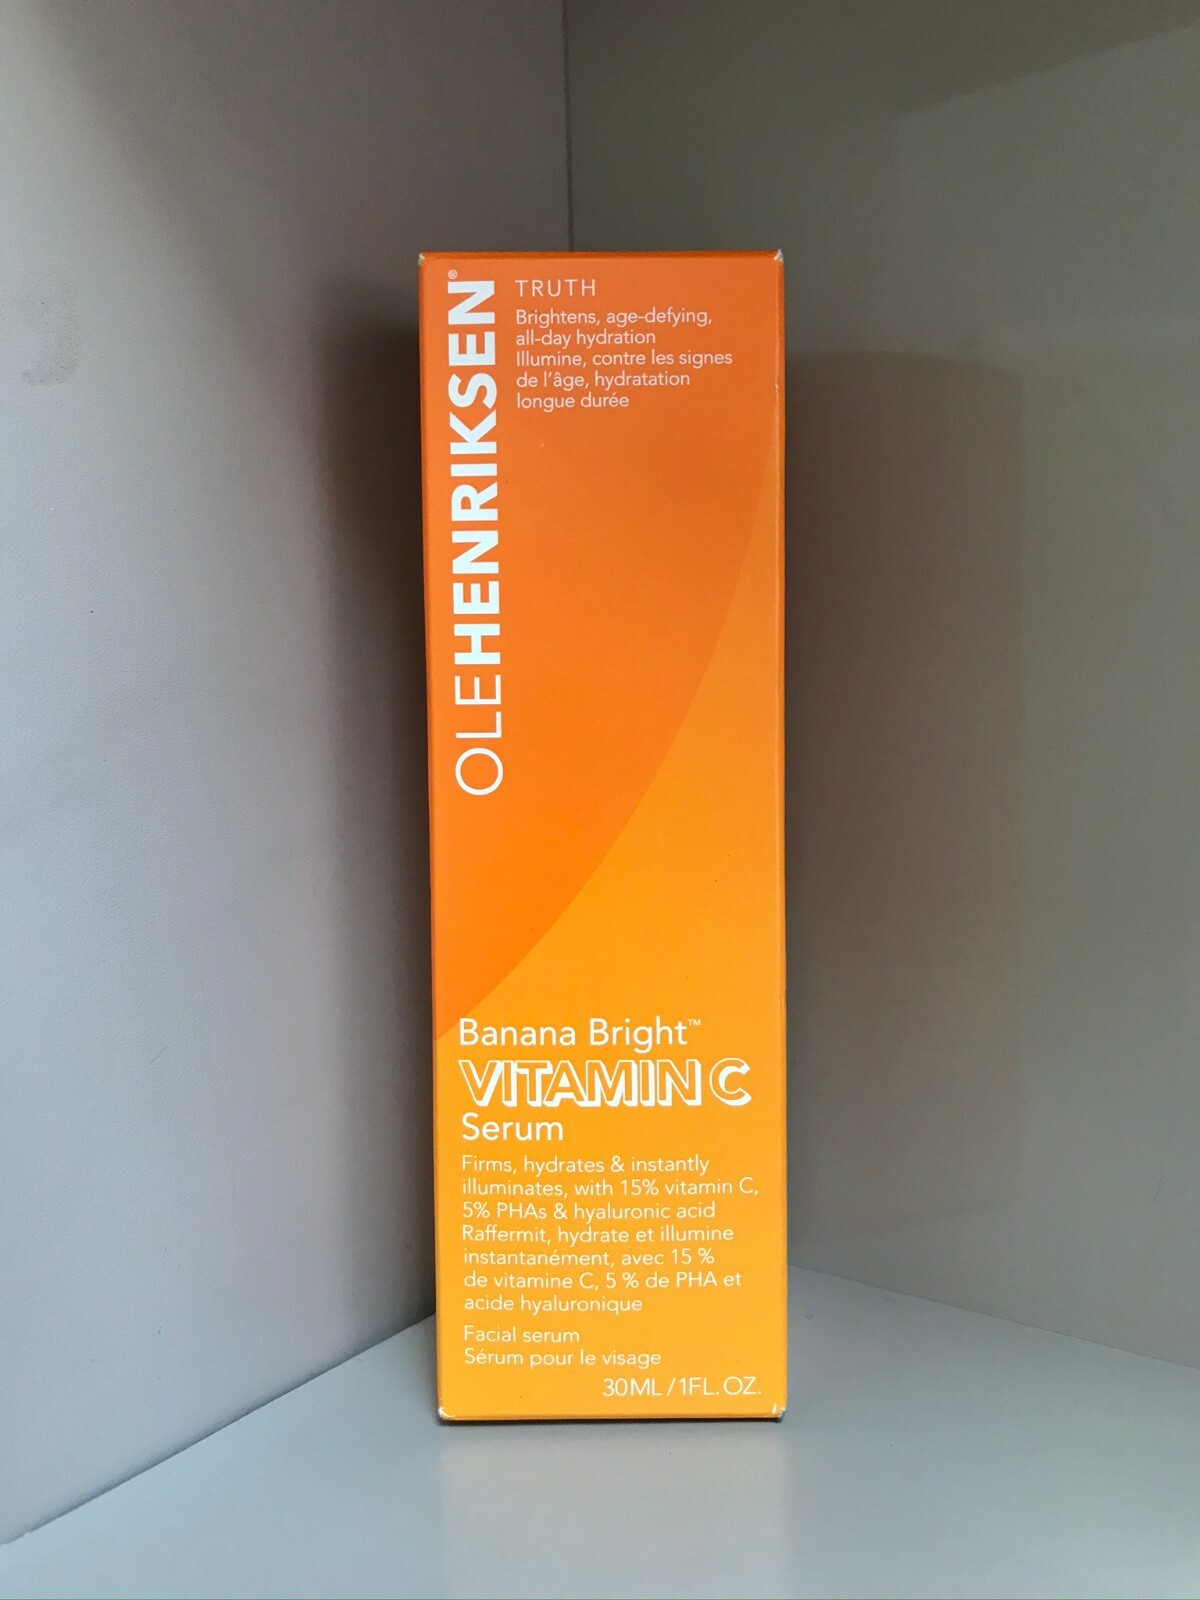 OLEHENRIKSEN®
TRUTH
Brightens, age-defying,
all-day hydration
Illumine, contre les signes
de l'âge, hydratation
longue durée
Banana Bright™
VITAMIN C
Serum
Firms, hydrates & instantly
illuminates, with 15% vitamin C,
5% PHAs & hyaluronic acid
Raffermit, hydrate et illumine
instantanément, avec 15 %
de vitamine C, 5 % de PHA et
acide hyaluronique
Facial serum
Sérum pour le visage
30ML/1FL.OZ.